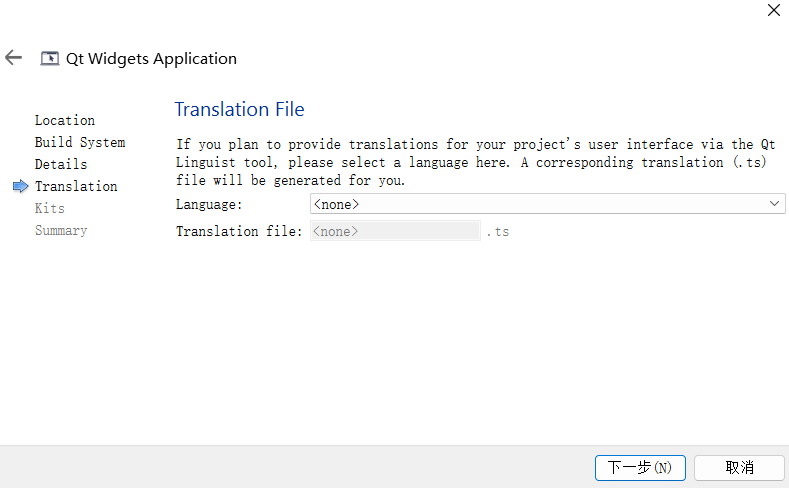 Qt Widgets Application
Location
Build System
Details
Translation
Kits
Summary
Translation File
If you plan to provide translations for your project's user interface via the Qt
Linguist tool, please select a language here. A corresponding translation (.ts)
file will be generated for you.
Language: <none>
Translation file: <none> .ts
下一步(N) 取消